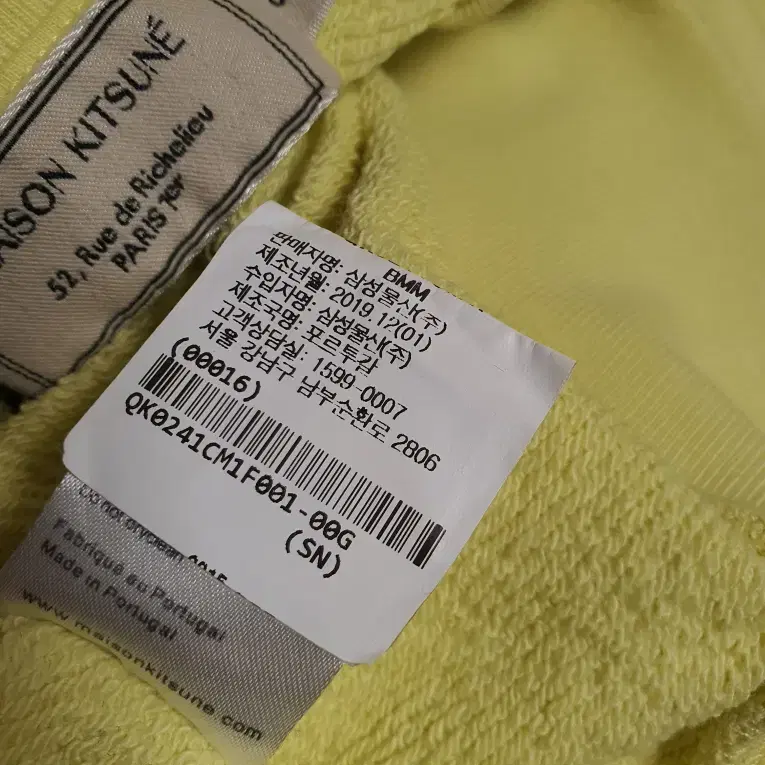 MAISON KITSUNÉ
52, Rue de Richelieu
PARIS 1er
BMM
판매자명: 삼성물산(주)
제조년월: 2019.12(01)
수입자명: 삼성물산(주)
제조국명: 포르투갈
고객상담실: 1599-0007
서울 강남구 남부순환로 2806
(00016)
QK0241CM1F001-00G
(SN)
Do not dryclean
Fabriqué au Portugal
Made in Portugal
www.maisonkitsune.com